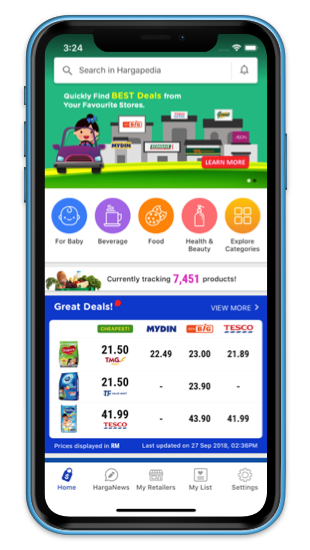 3:24
Search in Hargapedia
Quickly Find BEST Deals from
Your Favourite Stores.
BIG
MYDIN
AEON
LEARN MORE
For Baby
Beverage
Food
Health &
Beauty
Explore
Categories
Currently tracking 7,451 products!
Great Deals!
VIEW MORE >
CHEAPEST! MYDIN BIG TESCO
21.50 22.49 23.00 21.89
TMG
21.50 - 23.90 -
TF
41.99 - 43.90 41.99
TESCO
Prices displayed in RM Last updated on 27 Sep 2018, 02:36PM
Home HargaNews My Retailers My List Settings